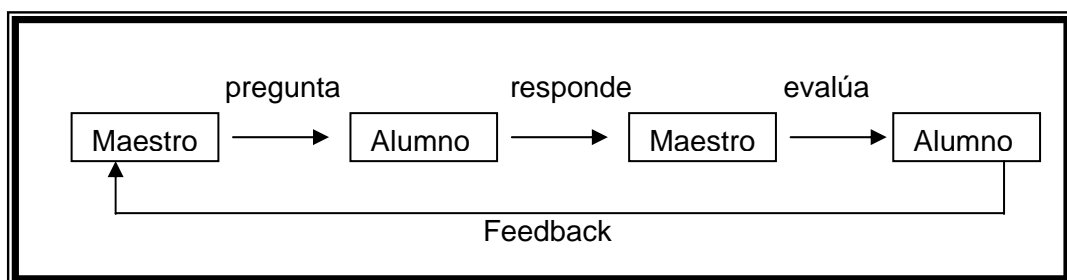 pregunta responde evalúa
Maestro Alumno Maestro Alumno
Feedback